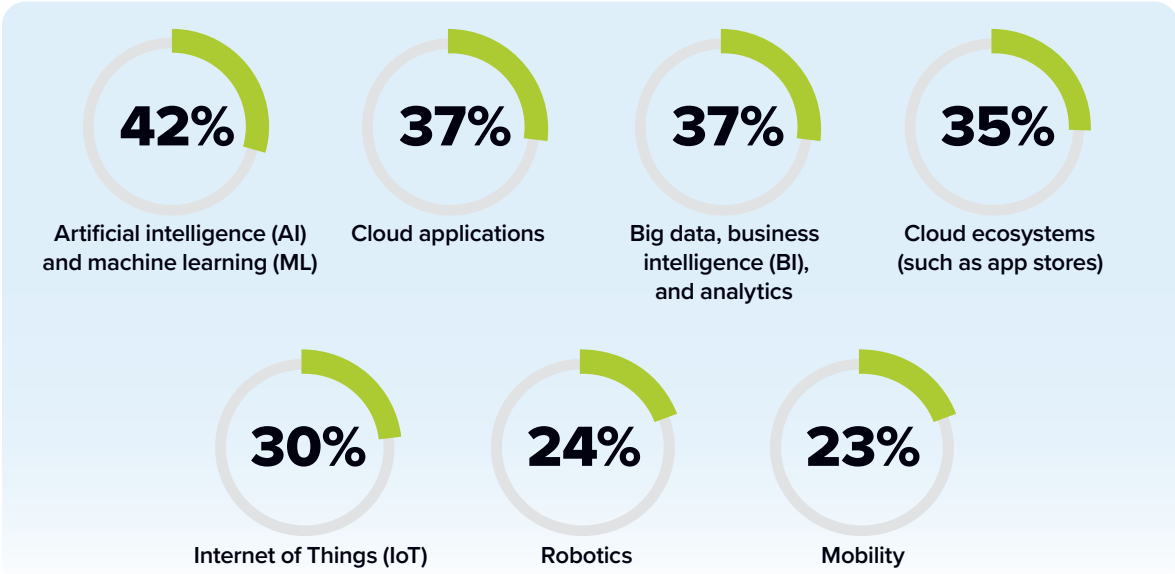 42%
37%
37%
35%
Artificial intelligence (AI)
and machine learning (ML)
Cloud applications
Big data, business
intelligence (BI),
and analytics
Cloud ecosystems
(such as app stores)
30%
24%
23%
Internet of Things (IoT)
Robotics
Mobility